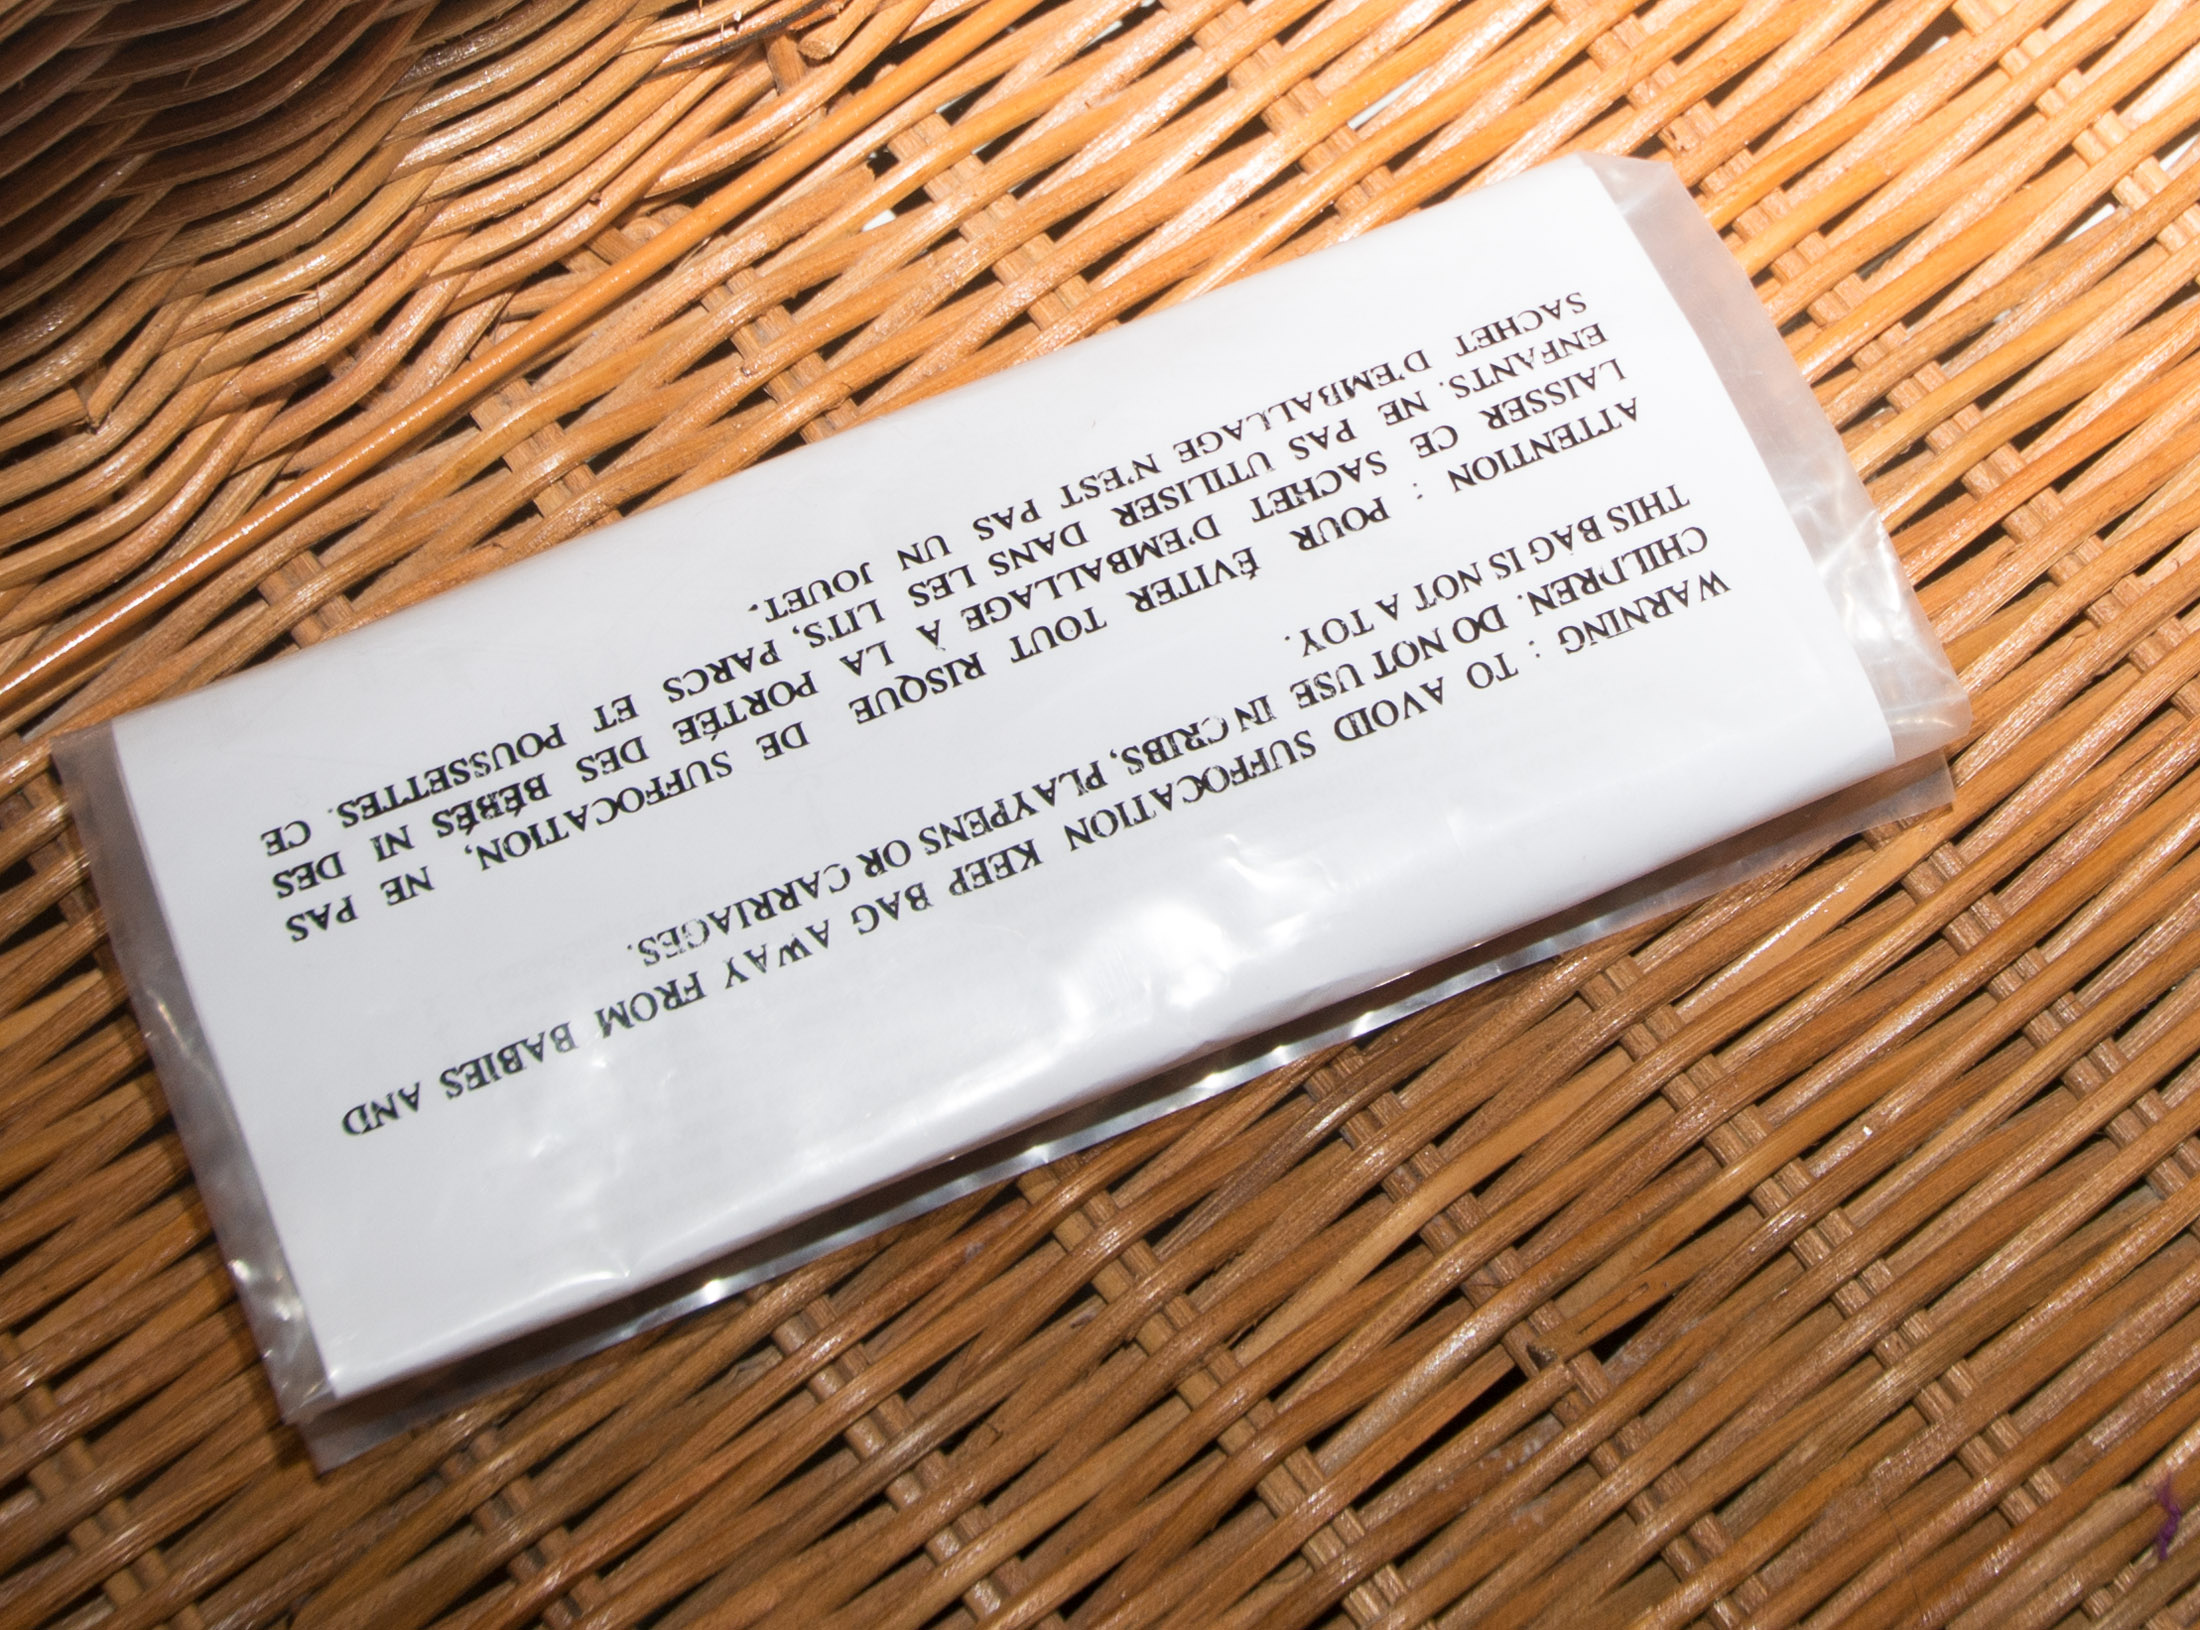 WARNING : TO AVOID SUFFOCATION KEEP BAG AWAY FROM BABIES AND
CHILDREN. DO NOT USE IN CRIBS, PLAYPENS OR CARRIAGES.
THIS BAG IS NOT A TOY.
ATTENTION : POUR ÉVITER TOUT RISQUE DE SUFFOCATION, NE PAS
LAISSER CE SACHET D'EMBALLAGE À LA PORTÉE DES BÉBÉS NI DES
ENFANTS. NE PAS UTILISER DANS LES LITS, PARCS ET POUSSETTES. CE
SACHET D'EMBALLAGE N'EST PAS UN JOUET.